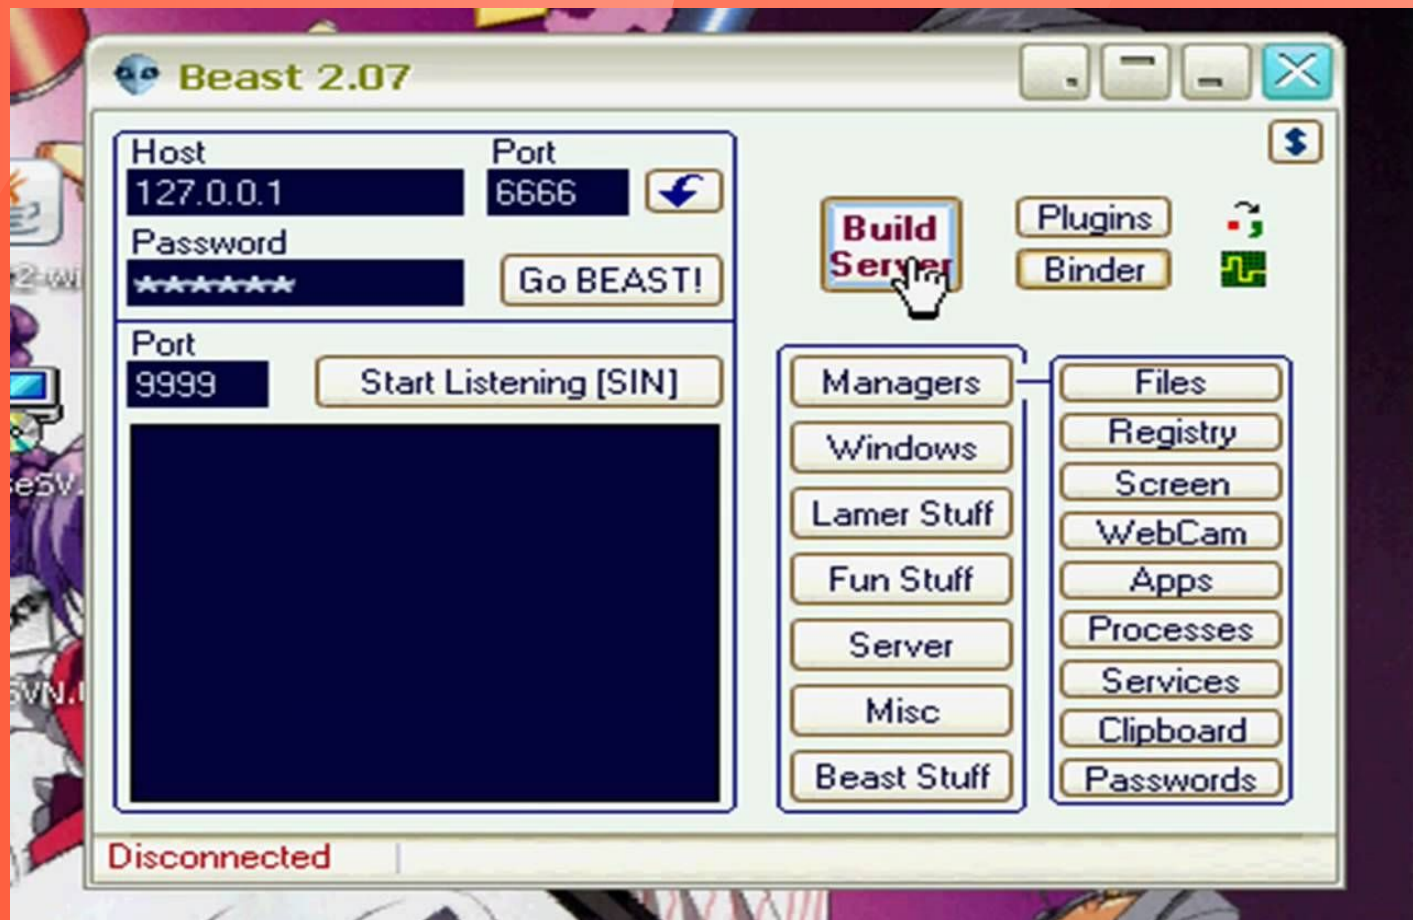 Beast 2.07
Host
Port
127.0.0.1
6666
Password
******
Go BEAST!
Port
9999
Start Listening [SIN]
Build
Server
Plugins
Binder
Managers
Windows
Lamer Stuff
Fun Stuff
Server
Misc
Beast Stuff
Files
Registry
Screen
WebCam
Apps
Processes
Services
Clipboard
Passwords
Disconnected